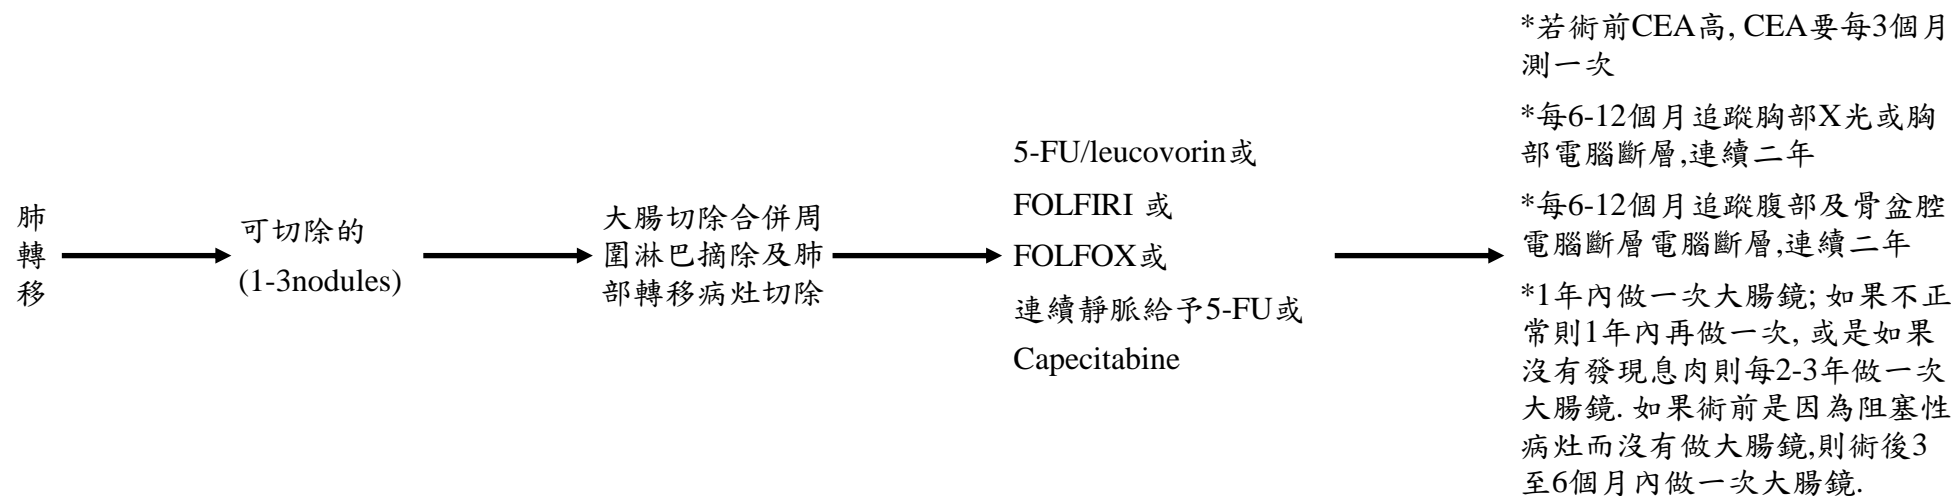 肺
轉
移
可切除的
(1-3nodules)
大腸切除合併周
圍淋巴摘除及肺
部轉移病灶切除
5-FU/leucovorin或
FOLFIRI 或
FOLFOX或
連續靜脈給予5-FU或
Capecitabine
*若術前CEA高, CEA要每3個月
測一次
*每6-12個月追蹤胸部X光或胸
部電腦斷層,連續二年
*每6-12個月追蹤腹部及骨盆腔
電腦斷層電腦斷層,連續二年
*1年內做一次大腸鏡; 如果不正
常則1年內再做一次, 或是如果
沒有發現息肉則每2-3年做一次
大腸鏡. 如果術前是因為阻塞性
病灶而沒有做大腸鏡,則術後3
至6個月內做一次大腸鏡.